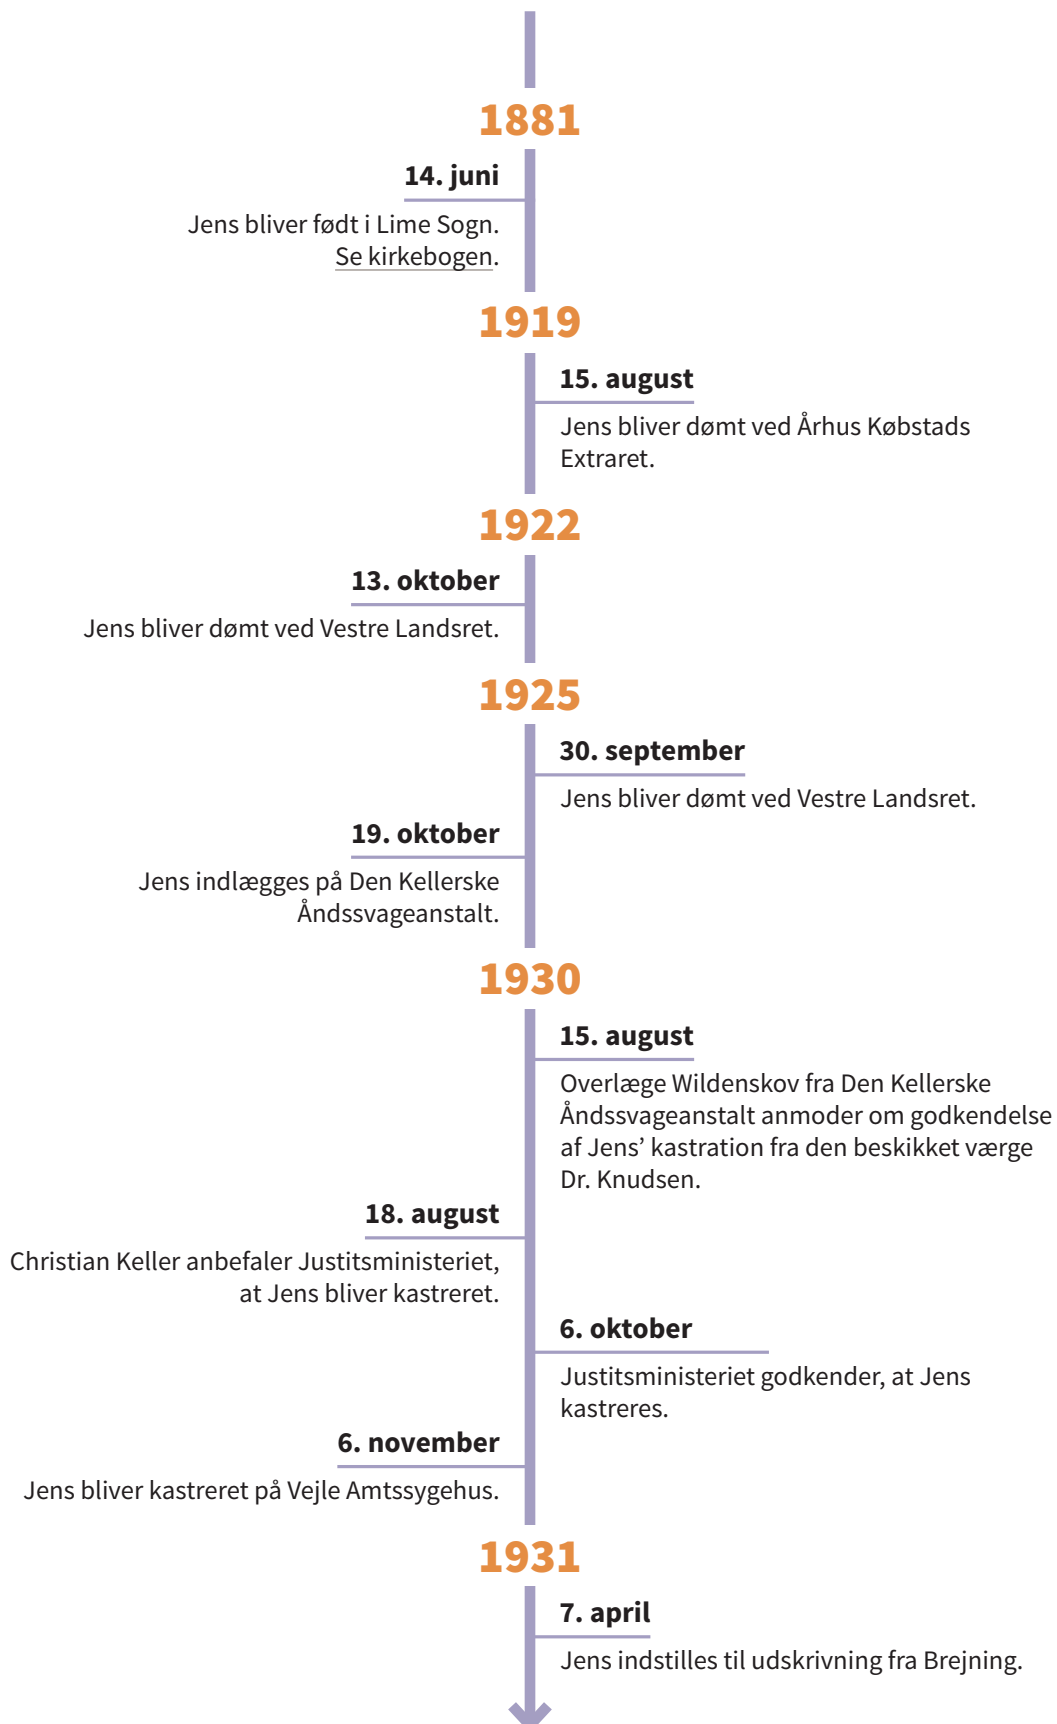 1881
14. juni
Jens bliver født i Lime Sogn.
Se kirkebogen.
1919
15. august
Jens bliver dømt ved Århus Købstads
Extraret.
1922
13. oktober
Jens bliver dømt ved Vestre Landsret.
1925
30. september
Jens bliver dømt ved Vestre Landsret.
19. oktober
Jens indlægges på Den Kellerske
Åndssvageanstalt.
1930
15. august
Overlæge Wildenskov fra Den Kellerske
Åndssvageanstalt anmoder om godkendelse
af Jens’ kastration fra den beskikket værge
Dr. Knudsen.
18. august
Christian Keller anbefaler Justitsministeriet,
at Jens bliver kastreret.
6. oktober
Justitsministeriet godkender, at Jens
kastreres.
6. november
Jens bliver kastreret på Vejle Amtssygehus.
1931
7. april
Jens indstilles til udskrivning fra Brejning.